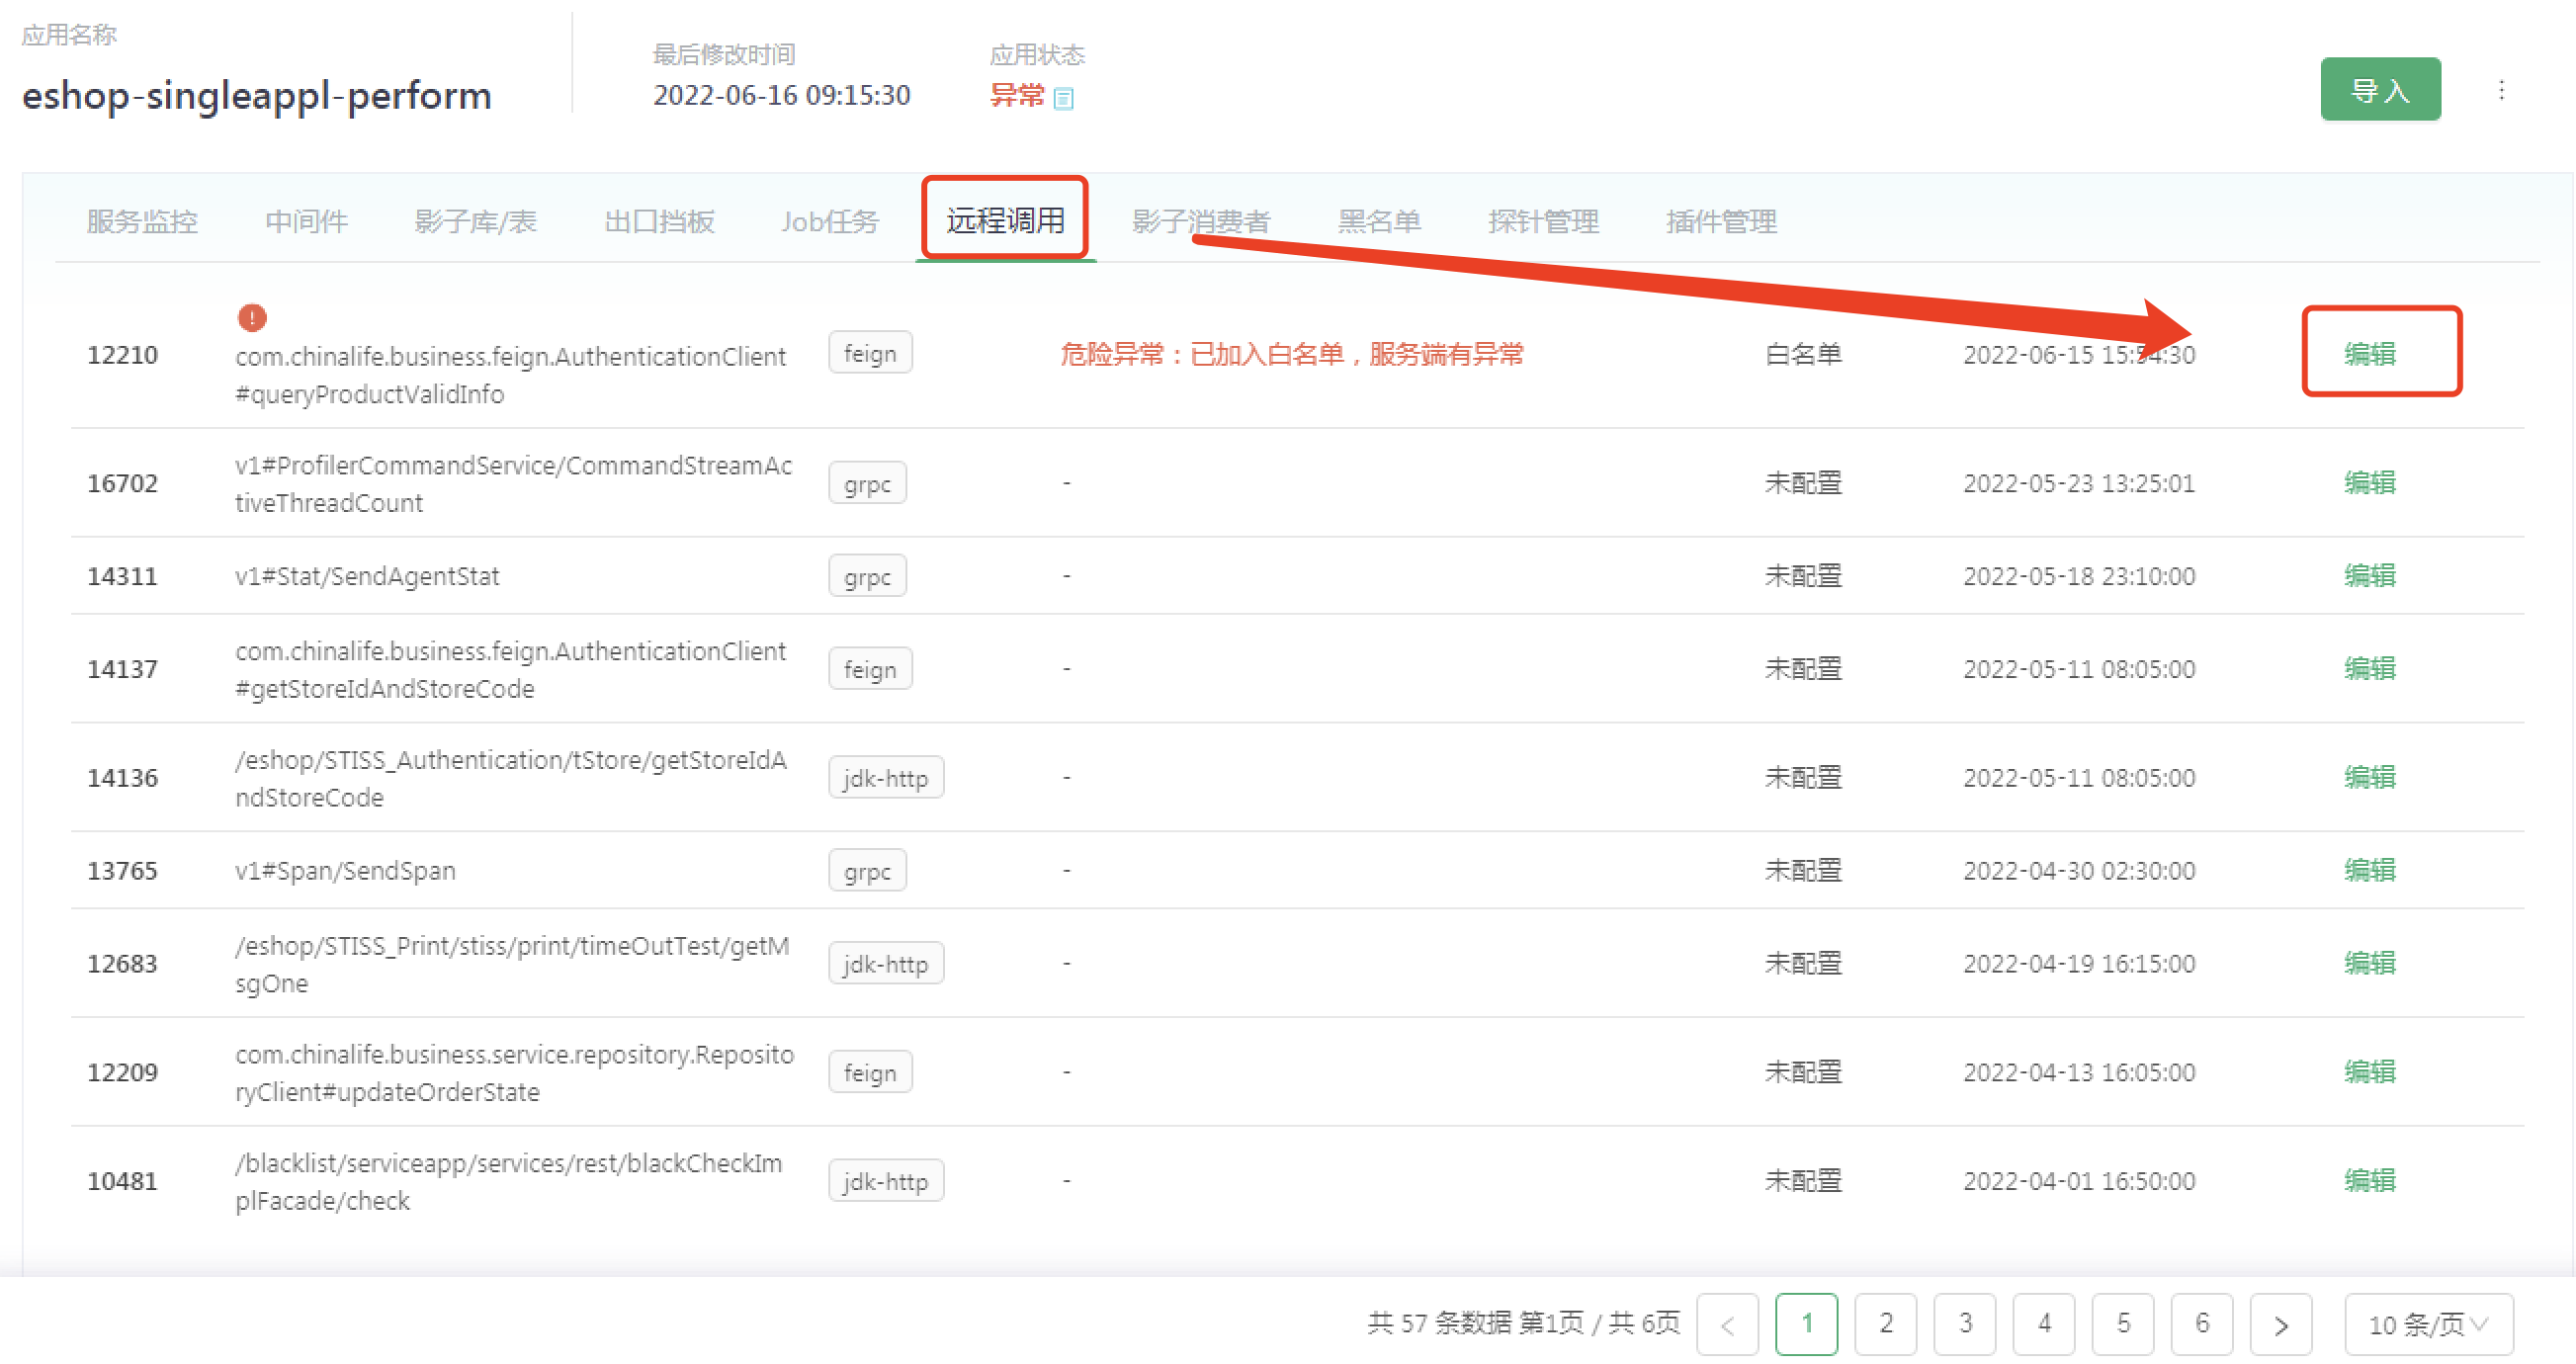 应用名称
eshop-singleappl-perform
最后修改时间
2022-06-16 09:15:30
应用状态
异常
导入
服务监控 中间件 影子库/表 出口挡板 Job任务 远程调用 影子消费者 黑名单 探针管理 插件管理
12210 com.chinalife.business.feign.AuthenticationClient feign 危险异常：已加入白名单，服务端有异常 白名单 2022-06-15 15:54:30 编辑
#queryProductValidInfo
v1#ProfilerCommandService/CommandStreamAc
16702 grpc - 未配置 2022-05-23 13:25:01 编辑
tiveThreadCount
14311 v1#Stat/SendAgentStat grpc - 未配置 2022-05-18 23:10:00 编辑
com.chinalife.business.feign.AuthenticationClient
14137 feign - 未配置 2022-05-11 08:05:00 编辑
#getStoreIdAndStoreCode
/eshop/STISS_Authentication/tStore/getStoreIdA
14136 jdk-http - 未配置 2022-05-11 08:05:00 编辑
ndStoreCode
13765 v1#Span/SendSpan grpc - 未配置 2022-04-30 02:30:00 编辑
/eshop/STISS_Print/stiss/print/timeOutTest/getM
12683 jdk-http - 未配置 2022-04-19 16:15:00 编辑
sgOne
com.chinalife.business.service.repository.Reposito
12209 feign - 未配置 2022-04-13 16:05:00 编辑
ryClient#updateOrderState
/blacklist/serviceapp/services/rest/blackCheckIm
10481 jdk-http - 未配置 2022-04-01 16:50:00 编辑
plFacade/check
共 57 条数据 第1页 / 共 6页 < 1 2 3 4 5 6 > 10 条/页